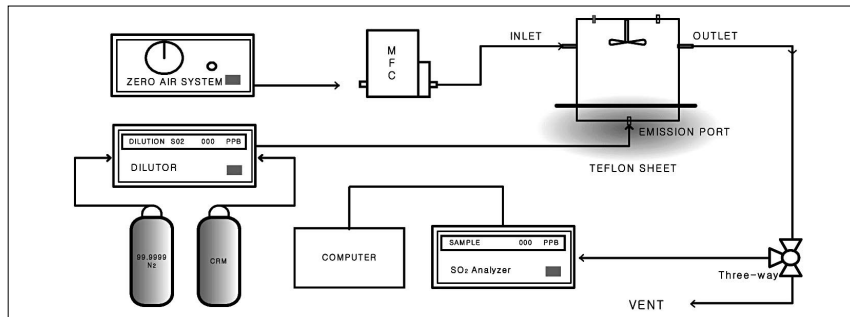 ZERO AIR SYSTEM
M
F
C
INLET
OUTLET
EMISSION PORT
TEFLON SHEET
DILUTION S02 000 PPB
DILUTOR
99.9999
N2
CRM
COMPUTER
SAMPLE 000 PPB
SO2 Analyzer
Three-way
VENT